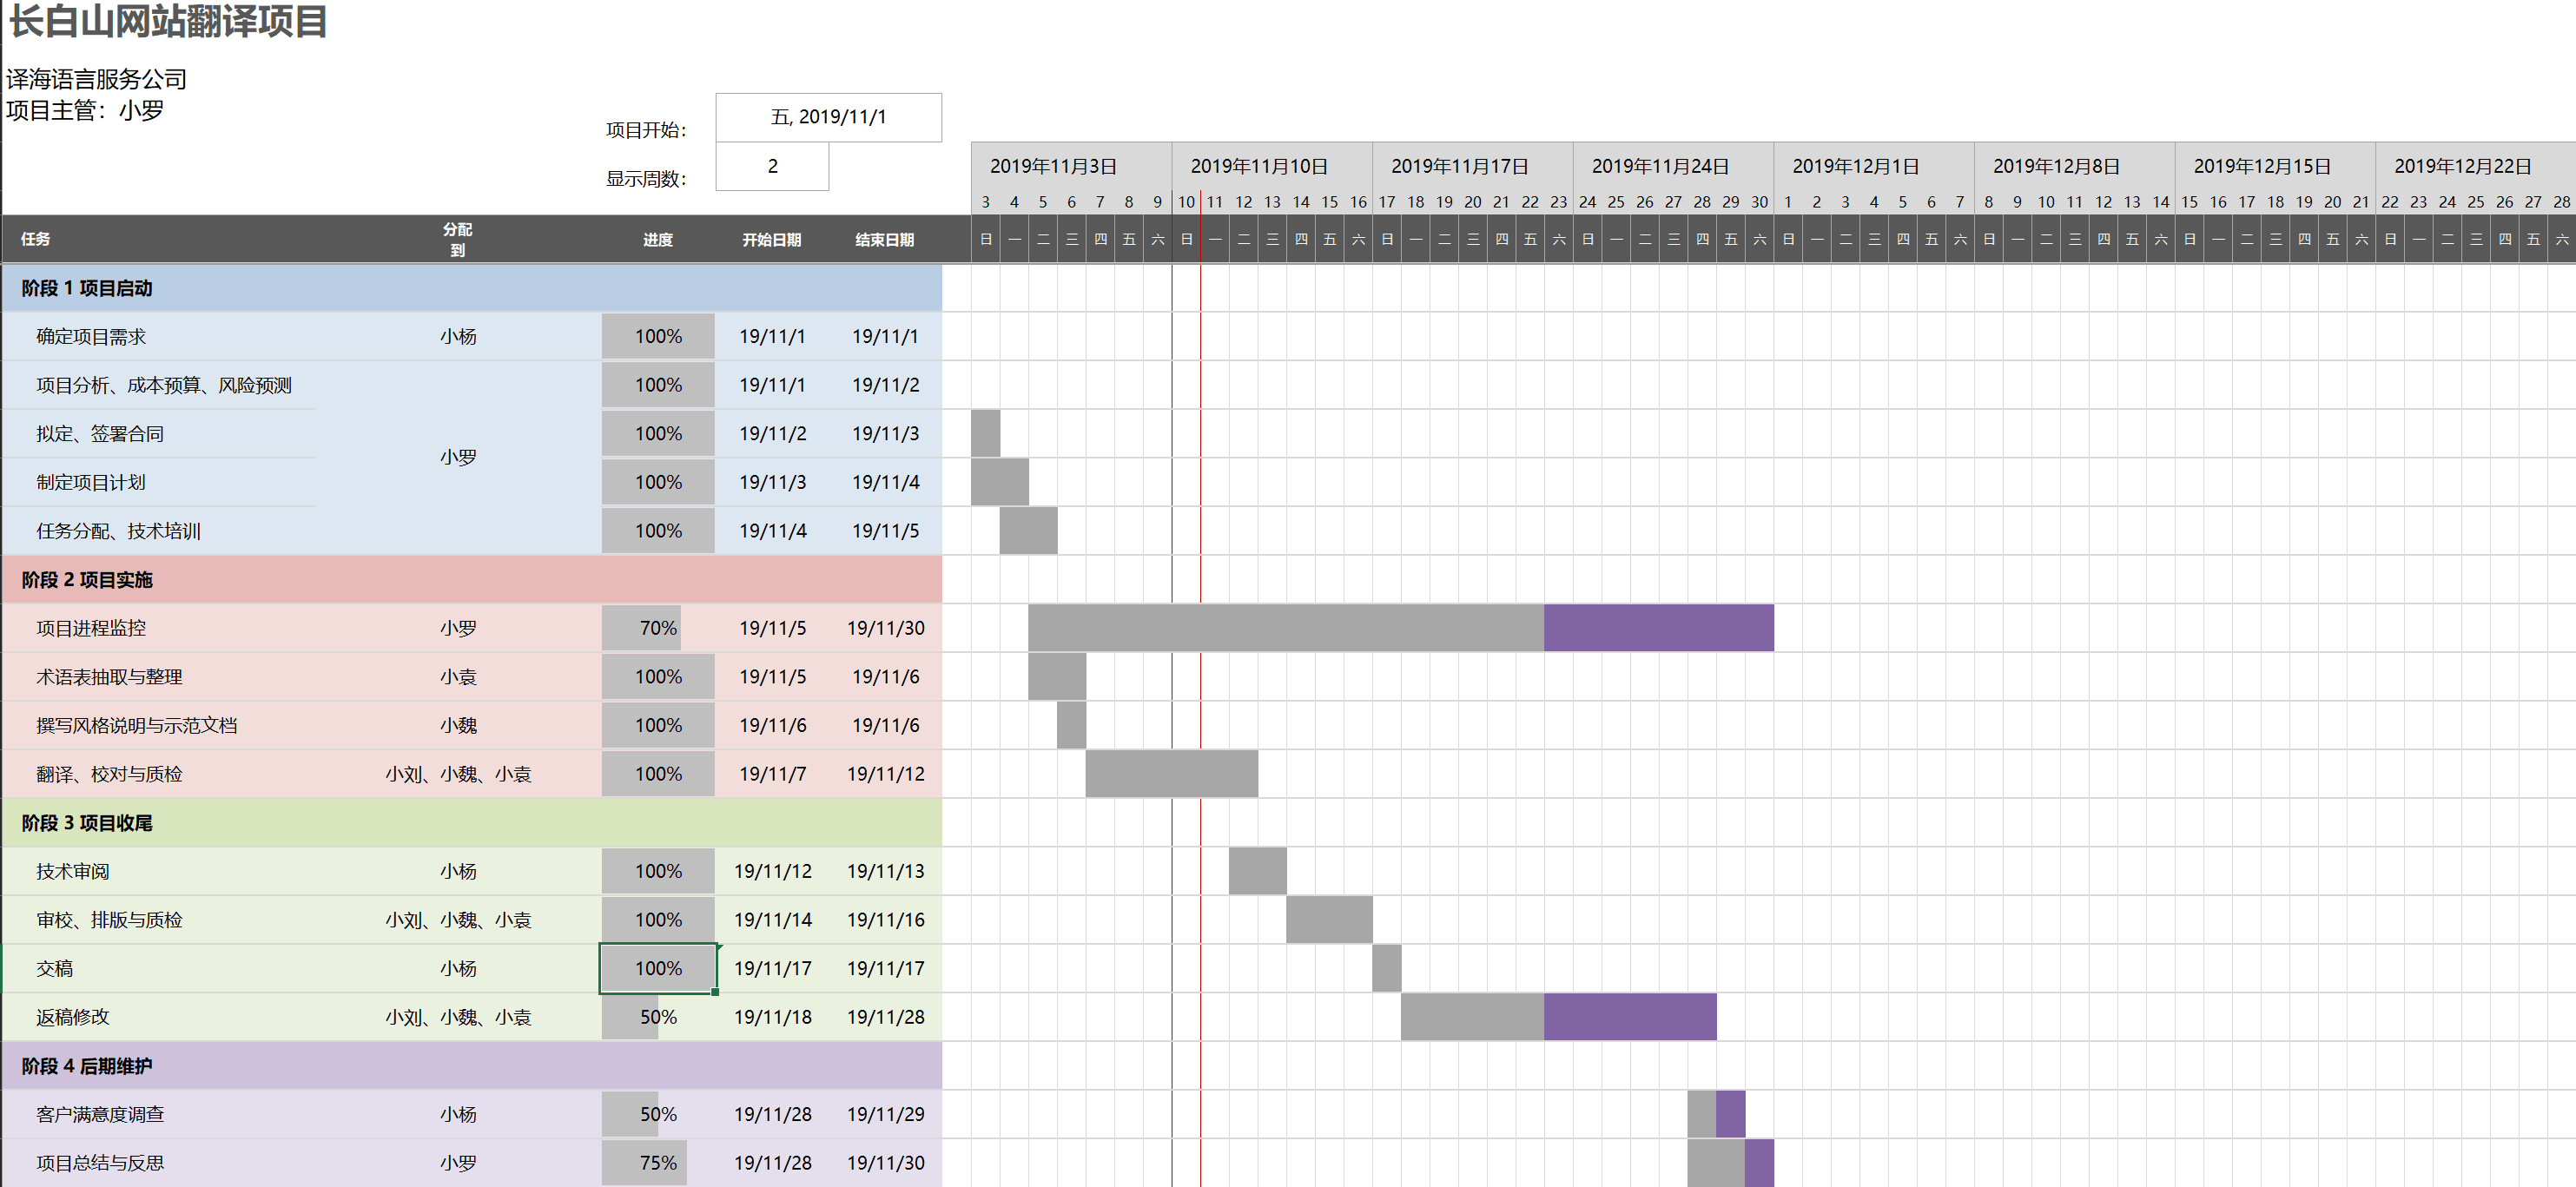 长白山网站翻译项目
译海语言服务公司
项目主管：小罗
项目开始： 五, 2019/11/1
显示周数： 2
2019年11月3日 2019年11月10日 2019年11月17日 2019年11月24日 2019年12月1日 2019年12月8日 2019年12月15日 2019年12月22日
3 4 5 6 7 8 9 10 11 12 13 14 15 16 17 18 19 20 21 22 23 24 25 26 27 28 29 30 1 2 3 4 5 6 7 8 9 10 11 12 13 14 15 16 17 18 19 20 21 22 23 24 25 26 27 28
任务 分配到 进度 开始日期 结束日期 日 一 二 三 四 五 六 日 一 二 三 四 五 六 日 一 二 三 四 五 六 日 一 二 三 四 五 六 日 一 二 三 四 五 六 日 一 二 三 四 五 六 日 一 二 三 四 五 六 日 一 二 三 四 五 六
阶段 1 项目启动
确定项目需求 小杨 100% 19/11/1 19/11/1
项目分析、成本预算、风险预测 100% 19/11/1 19/11/2
拟定、签署合同 100% 19/11/2 19/11/3
小罗
制定项目计划 100% 19/11/3 19/11/4
任务分配、技术培训 100% 19/11/4 19/11/5
阶段 2 项目实施
项目进程监控 小罗 70% 19/11/5 19/11/30
术语表抽取与整理 小袁 100% 19/11/5 19/11/6
撰写风格说明与示范文档 小魏 100% 19/11/6 19/11/6
翻译、校对与质检 小刘、小魏、小袁 100% 19/11/7 19/11/12
阶段 3 项目收尾
技术审阅 小杨 100% 19/11/12 19/11/13
审校、排版与质检 小刘、小魏、小袁 100% 19/11/14 19/11/16
交稿 小杨 100% 19/11/17 19/11/17
返稿修改 小刘、小魏、小袁 50% 19/11/18 19/11/28
阶段 4 后期维护
客户满意度调查 小杨 50% 19/11/28 19/11/29
项目总结与反思 小罗 75% 19/11/28 19/11/30